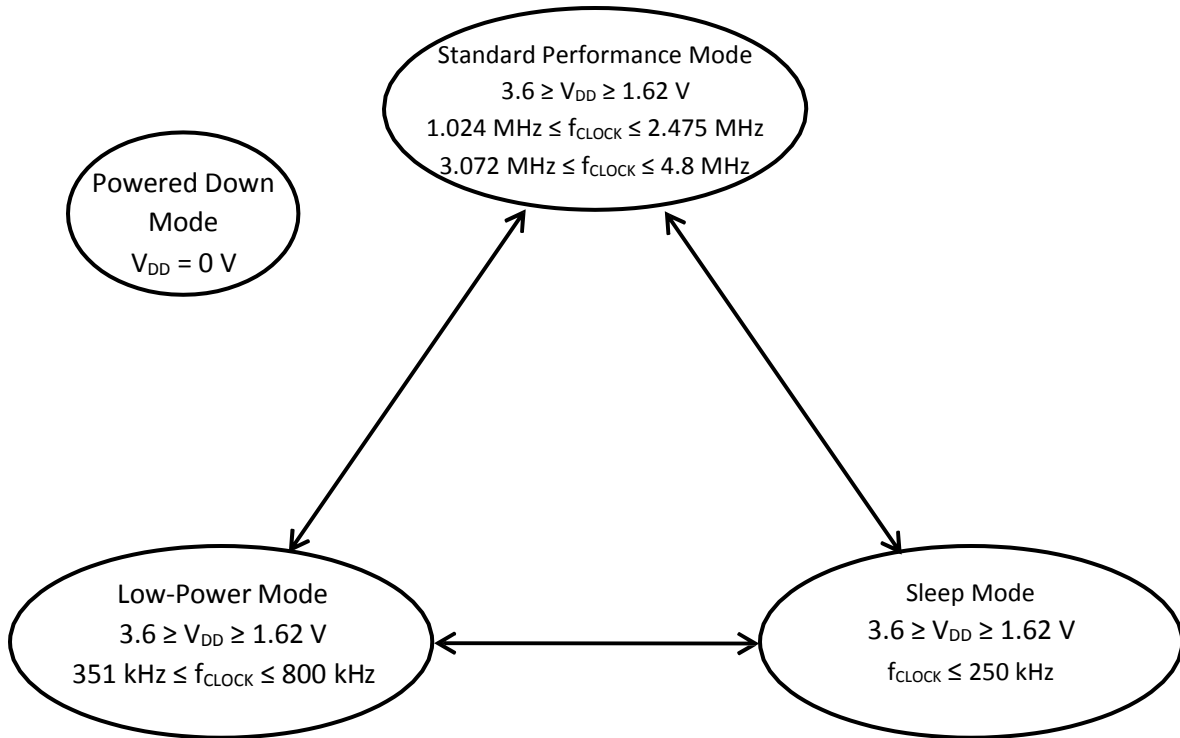 Standard Performance Mode
3.6 ≥ VDD ≥ 1.62 V
1.024 MHz ≤ fCLOCK ≤ 2.475 MHz
3.072 MHz ≤ fCLOCK ≤ 4.8 MHz
Powered Down
Mode
VDD = 0 V
Low-Power Mode
3.6 ≥ VDD ≥ 1.62 V
351 kHz ≤ fCLOCK ≤ 800 kHz
Sleep Mode
3.6 ≥ VDD ≥ 1.62 V
fCLOCK ≤ 250 kHz